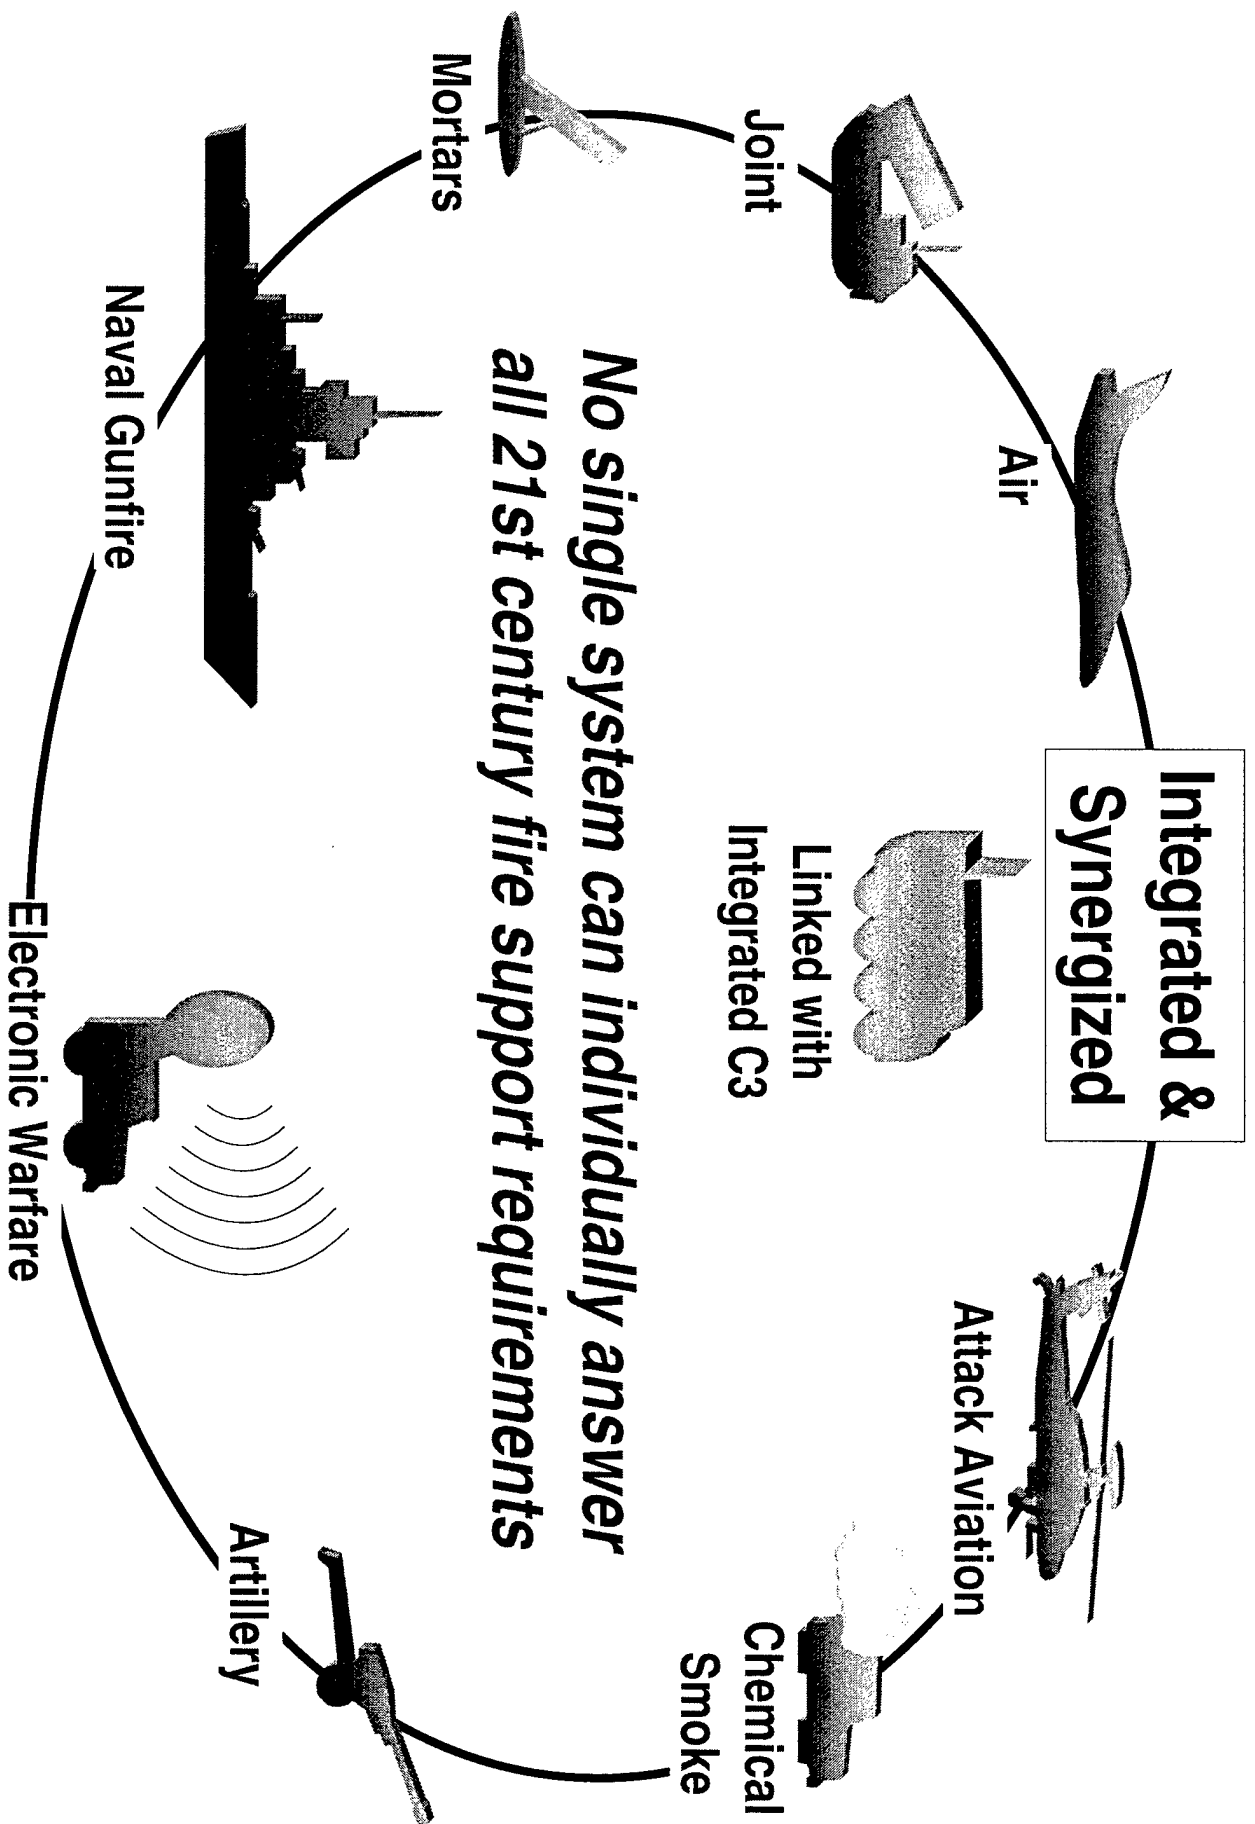 Integrated &
Synergized
Air
Linked with
Integrated C3
Attack Aviation
Joint
Chemical
Smoke
No single system can individually answer
all 21st century fire support requirements
Mortars
Artillery
Naval Gunfire
Electronic Warfare